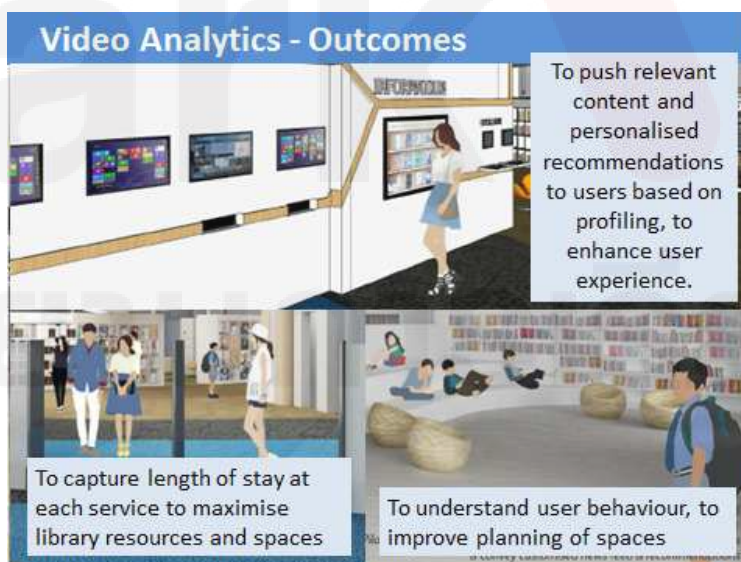 Video Analytics - Outcomes
INFORMATION
To push relevant
content and
personalised
recommendations
to users based on
profiling, to
enhance user
experience.
To capture length of stay at
each service to maximise
library resources and spaces
To understand user behaviour, to
improve planning of spaces